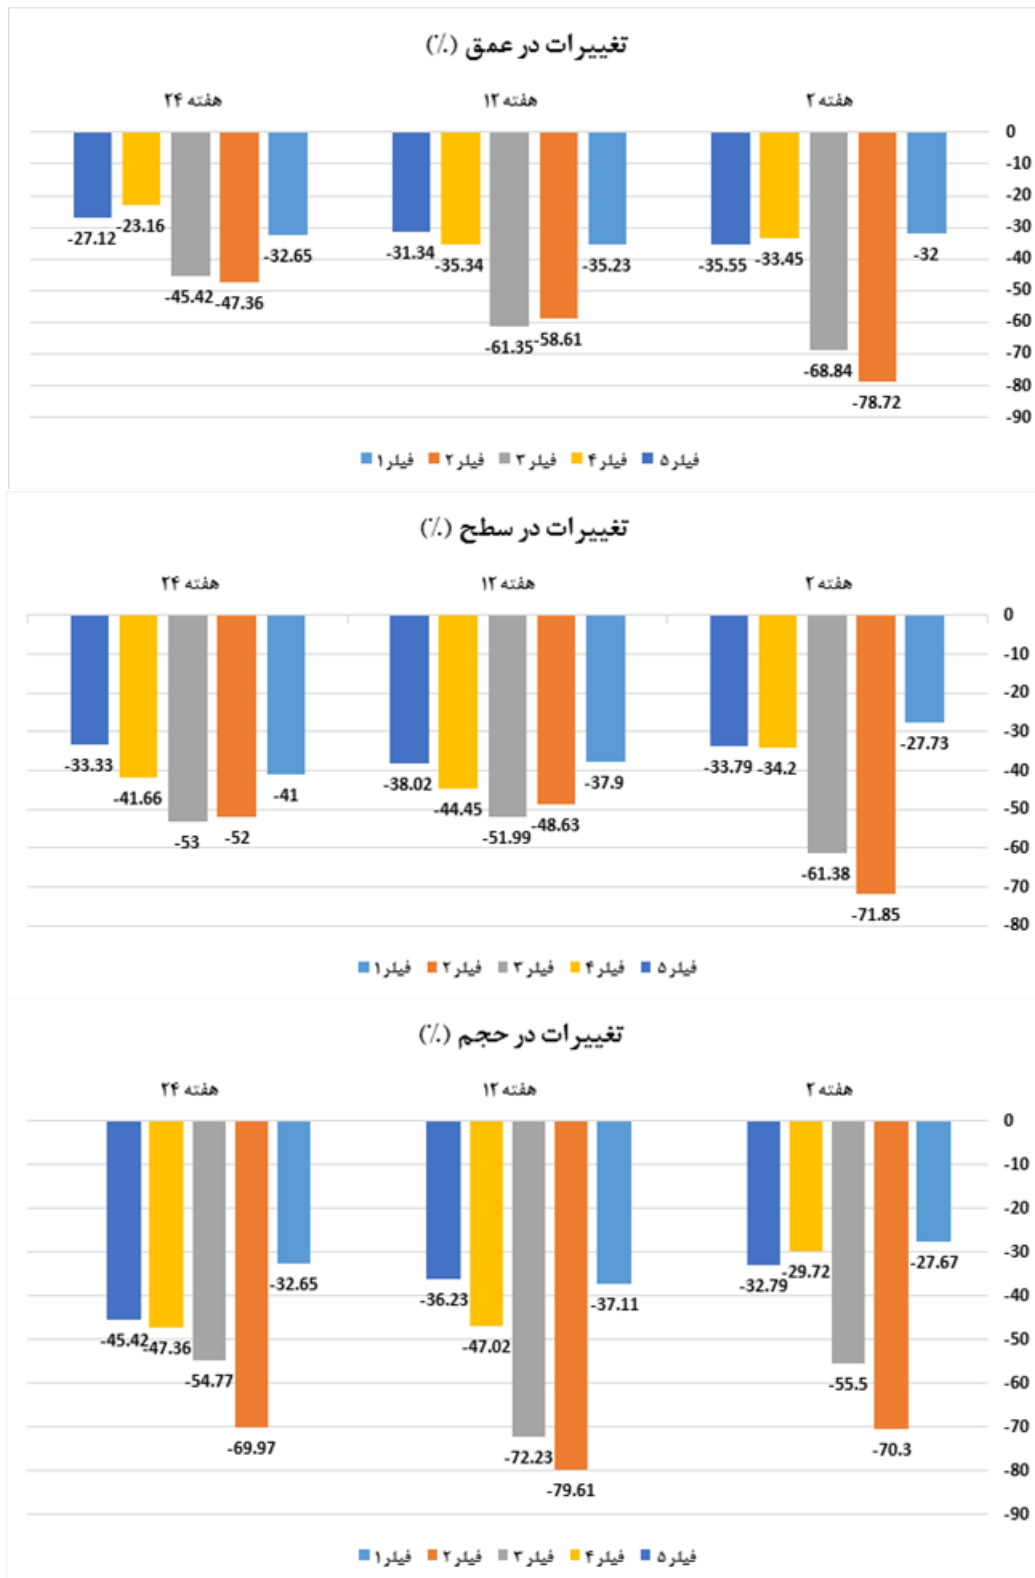 تغییرات در عمق (٪)
هفته ۲ هفته ۱۲ هفته ۲۴
0
-10
-20
-30
-40
-50
-60
-70
-80
-90
-32 -78.72 -68.84 -33.45 -35.55
-35.23 -58.61 -61.35 -35.34 -31.34
-32.65 -47.36 -45.42 -23.16 -27.12
فیلر ۱ فیلر ۲ فیلر ۳ فیلر ۴ فیلر ۵
تغییرات در سطح (٪)
هفته ۲ هفته ۱۲ هفته ۲۴
0
-10
-20
-30
-40
-50
-60
-70
-80
-27.73 -71.85 -61.38 -34.2 -33.79
-37.9 -48.63 -51.99 -44.45 -38.02
-41 -52 -53 -41.66 -33.33
فیلر ۱ فیلر ۲ فیلر ۳ فیلر ۴ فیلر ۵
تغییرات در حجم (٪)
هفته ۲ هفته ۱۲ هفته ۲۴
0
-10
-20
-30
-40
-50
-60
-70
-80
-90
-27.67 -70.3 -55.5 -29.72 -32.79
-37.11 -79.61 -72.23 -47.02 -36.23
-32.65 -69.97 -54.77 -47.36 -45.42
فیلر ۱ فیلر ۲ فیلر ۳ فیلر ۴ فیلر ۵